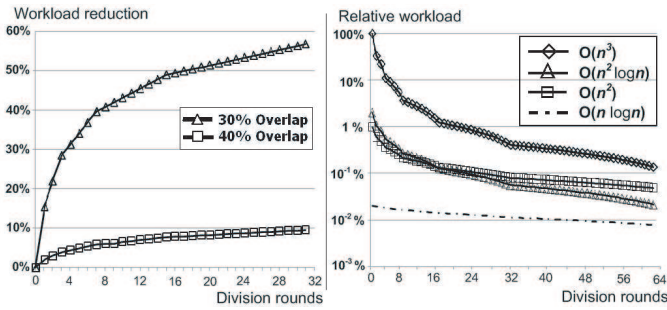 Workload reduction
60%
50%
40%
30%
20%
10%
0%
30% Overlap
40% Overlap
0 4 8 12 16 20 24 28 32
Division rounds
Relative workload
100%
10%
1 %
10⁻¹%
10⁻²%
10⁻³%
O(n³)
O(n² logn)
O(n²)
O(n logn)
0 8 16 24 32 40 48 56 64
Division rounds